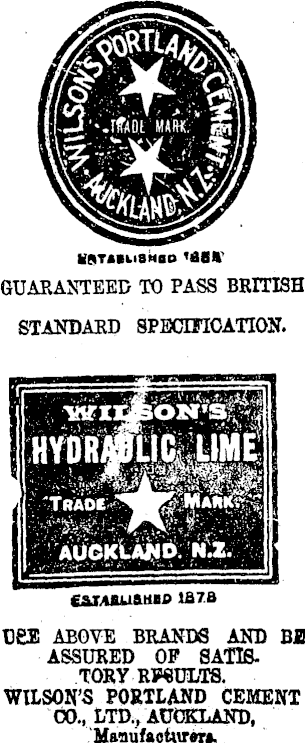 WILSON'S PORTLAND CEMENT
TRADE MARK.
AUCKLAND, N.Z.
ESTABLISHED
GUARANTEED TO PASS BRITISH
STANDARD SPECIFICATION.
WILSON'S
HYDRAULIC LIME
TRADE MARK
AUCKLAND. N.Z.
ESTABLISHED 1878
USE ABOVE BRANDS AND BE
ASSURED OF SATIS-
TORY RESULTS.
WILSON'S PORTLAND CEMENT
CO., LTD., AUCKLAND,
Manufacturers.